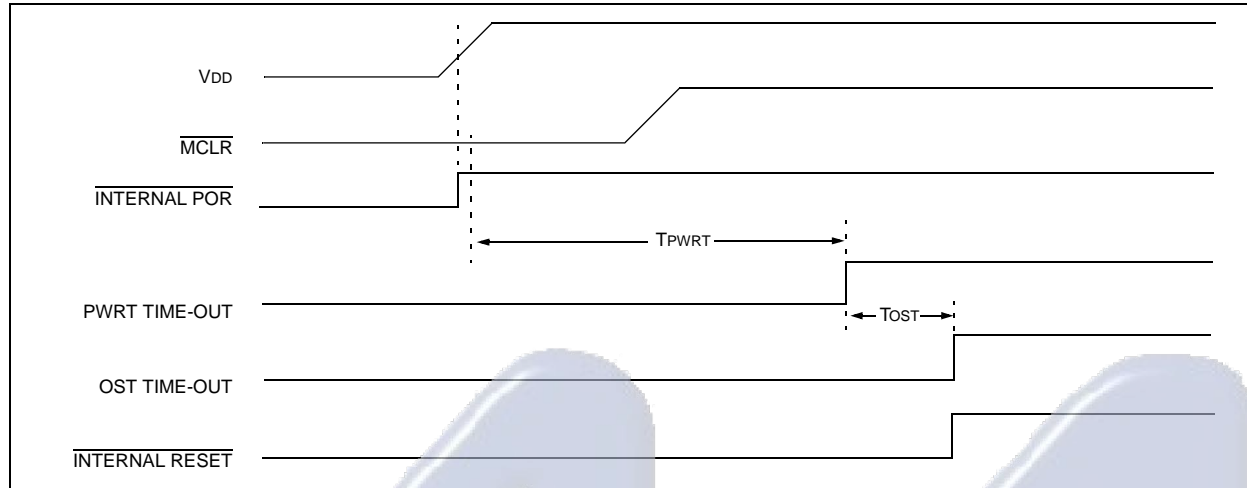 VDD
MCLR
INTERNAL POR
TPWRT
PWRT TIME-OUT
TOST
OST TIME-OUT
INTERNAL RESET